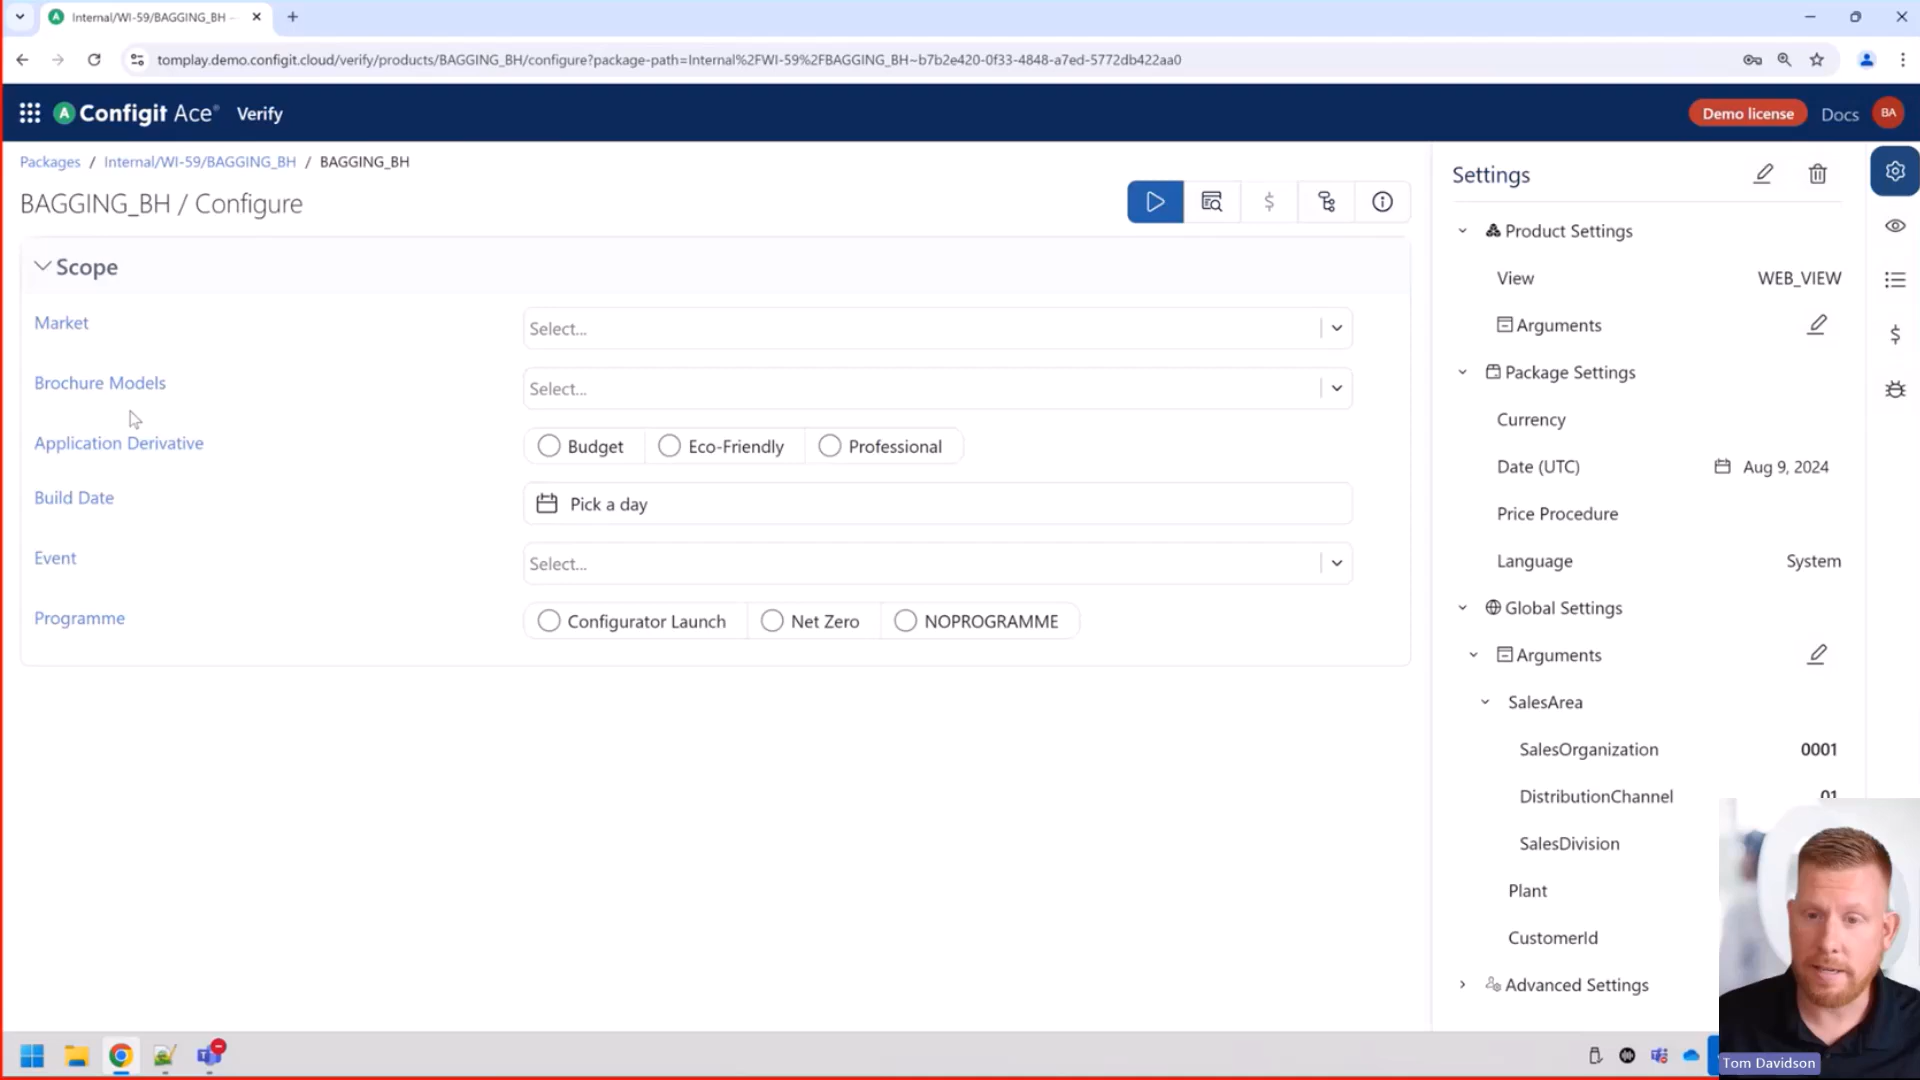 Internal/WI-59/BAGGING_BH -
tomplay.demo.configit.cloud/verify/products/BAGGING_BH/configure?package-path=Internal%2FWI-59%2FBAGGING_BH~b7b2e420-0f33-4848-a7ed-5772db422aa0
A Configit Ace® Verify
Demo license Docs BA
Packages / Internal/WI-59/BAGGING_BH / BAGGING_BH
BAGGING_BH / Configure
$
Scope
Market Select...
Brochure Models Select...
Application Derivative Budget Eco-Friendly Professional
Build Date Pick a day
Event Select...
Programme Configurator Launch Net Zero NOPROGRAMME
Settings
Product Settings
View WEB_VIEW
Arguments
Package Settings
Currency
Date (UTC) Aug 9, 2024
Price Procedure
Language System
Global Settings
Arguments
SalesArea
SalesOrganization 0001
DistributionChannel 01
SalesDivision
Plant
CustomerId
Advanced Settings
$
Tom Davidson